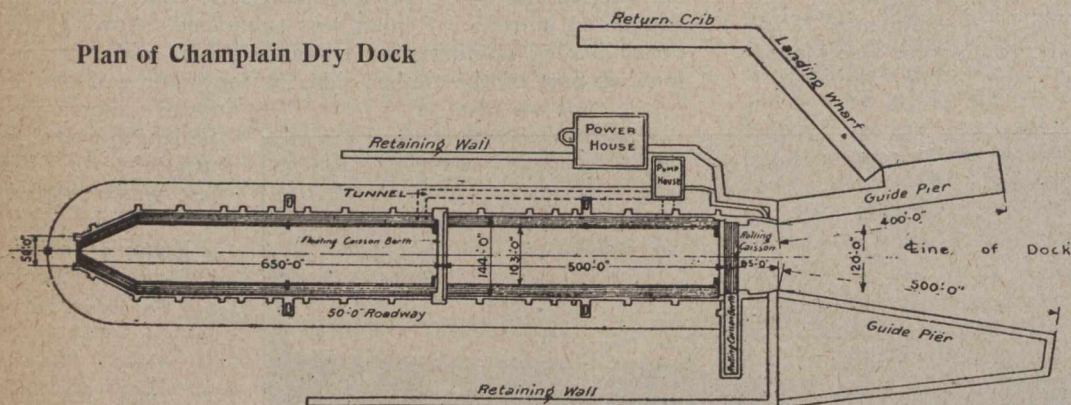 Plan of Champlain Dry Dock
Return Crib
Landing Wharf
POWER
HOUSE
Retaining Wall
PUMP
House
TUNNEL
Guide Pier
400'-0"
Floating Caisson Berth
Rolling
Caisson
50'-0"
650'-0"
144'-0"
103'-0"
500'-0"
120'-0"
Line of Dock
500'-0"
50'-0" Roadway
Rolling Caisson Berth
Guide Pier
Retaining Wall